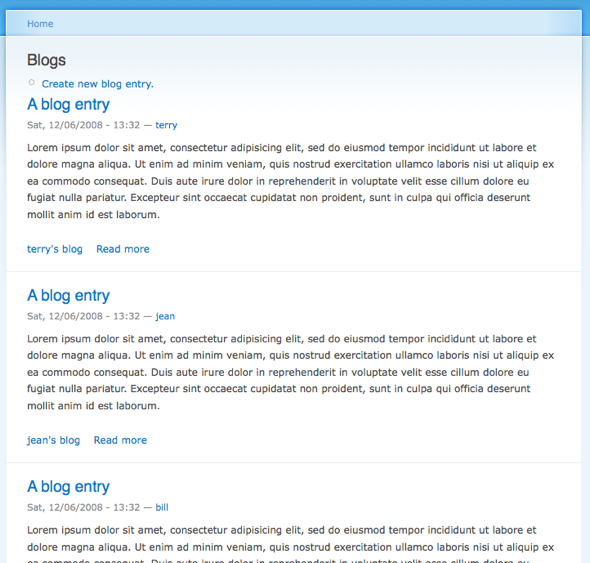 Home
Blogs
Create new blog entry.
A blog entry
Sat, 12/06/2008 - 13:32 — terry
Lorem ipsum dolor sit amet, consectetur adipisicing elit, sed do eiusmod tempor incididunt ut labore et
dolore magna aliqua. Ut enim ad minim veniam, quis nostrud exercitation ullamco laboris nisi ut aliquip ex
ea commodo consequat. Duis aute irure dolor in reprehenderit in voluptate velit esse cillum dolore eu
fugiat nulla pariatur. Excepteur sint occaecat cupidatat non proident, sunt in culpa qui officia deserunt
mollit anim id est laborum.
terry's blog Read more
A blog entry
Sat, 12/06/2008 - 13:32 — jean
Lorem ipsum dolor sit amet, consectetur adipisicing elit, sed do eiusmod tempor incididunt ut labore et
dolore magna aliqua. Ut enim ad minim veniam, quis nostrud exercitation ullamco laboris nisi ut aliquip ex
ea commodo consequat. Duis aute irure dolor in reprehenderit in voluptate velit esse cillum dolore eu
fugiat nulla pariatur. Excepteur sint occaecat cupidatat non proident, sunt in culpa qui officia deserunt
mollit anim id est laborum.
jean's blog Read more
A blog entry
Sat, 12/06/2008 - 13:32 — bill
Lorem ipsum dolor sit amet, consectetur adipisicing elit, sed do eiusmod tempor incididunt ut labore et
dolore magna aliqua. Ut enim ad minim veniam, quis nostrud exercitation ullamco laboris nisi ut aliquip ex